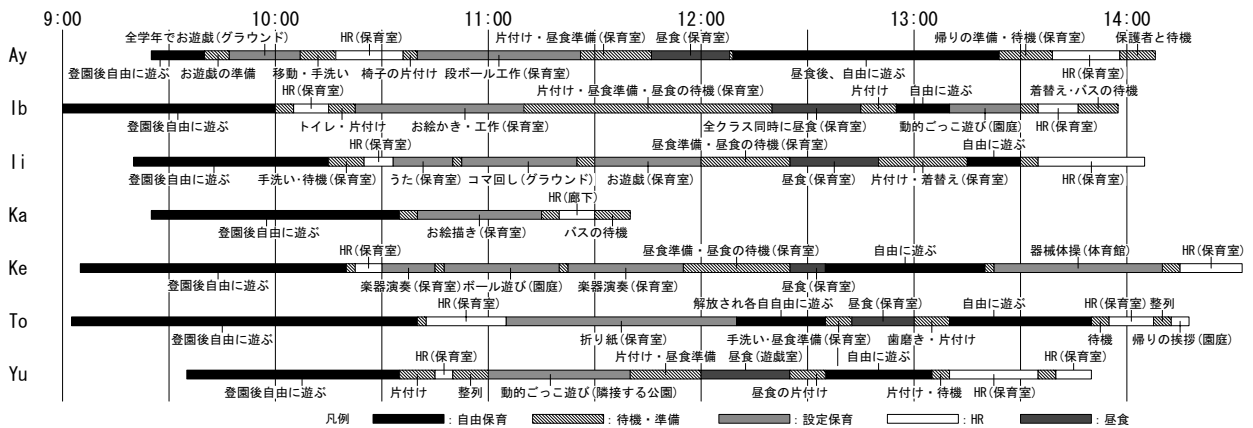 9:00 10:00 11:00 12:00 13:00 14:00
全学年でお遊戯(グラウンド) HR(保育室) 片付け・昼食準備(保育室) 昼食(保育室) 帰りの準備・待機(保育室) 保護者と待機
Ay
登園後自由に遊ぶ お遊戯の準備 移動・手洗い 椅子の片付け 段ボール工作(保育室) 昼食後、自由に遊ぶ HR(保育室)
HR(保育室) 片付け・昼食準備・昼食の待機(保育室) 片付け 自由に遊ぶ 着替え・バスの待機
Ib
登園後自由に遊ぶ トイレ・片付け お絵かき・工作(保育室) 全クラス同時に昼食(保育室) 動的ごっこ遊び(園庭) HR(保育室)
HR(保育室) 昼食準備・昼食の待機(保育室) 自由に遊ぶ
Ii
登園後自由に遊ぶ 手洗い・待機(保育室) うた(保育室) コマ回し(グラウンド) お遊戯(保育室) 昼食(保育室) 片付け・着替え(保育室) HR(保育室)
HR(廊下)
Ka
登園後自由に遊ぶ お絵描き(保育室) バスの待機
HR(保育室) 昼食準備・昼食の待機(保育室) 自由に遊ぶ 器械体操(体育館) HR(保育室)
Ke
登園後自由に遊ぶ 楽器演奏(保育室) ボール遊び(園庭) 楽器演奏(保育室) 昼食(保育室)
HR(保育室) 解放され各自自由に遊ぶ 昼食(保育室) 自由に遊ぶ HR(保育室) 整列
To
登園後自由に遊ぶ 折り紙(保育室) 手洗い・昼食準備(保育室) 歯磨き・片付け 待機 帰りの挨拶(園庭)
HR(保育室) 片付け・昼食準備 昼食(遊戯室) 自由に遊ぶ HR(保育室)
Yu
登園後自由に遊ぶ 片付け 整列 動的ごっこ遊び(隣接する公園) 昼食の片付け 片付け・待機 HR(保育室)
凡例 :自由保育 :待機・準備 :設定保育 :HR :昼食